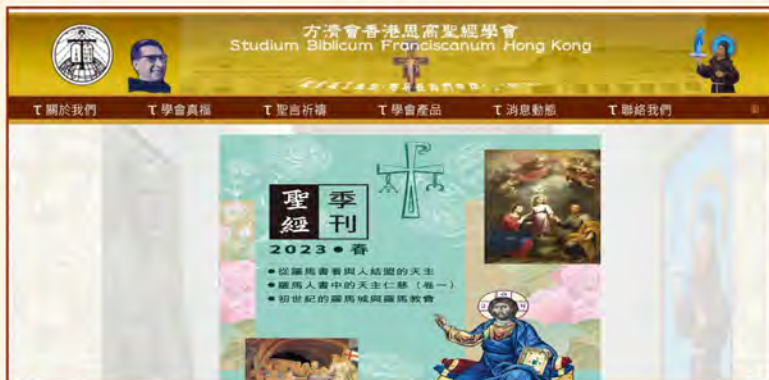 方濟會香港思高聖經學會
Studium Biblicum Franciscanum Hong Kong
τ 關於我們 τ 學會真福 τ 聖言祈禱 τ 學會產品 τ 消息動態 τ 聯絡我們
聖經 季刊
2023 • 春
• 從羅馬書看與人結盟的天主
• 羅馬人書中的天主仁慈（卷一）
• 初世紀的羅馬城與羅馬教會